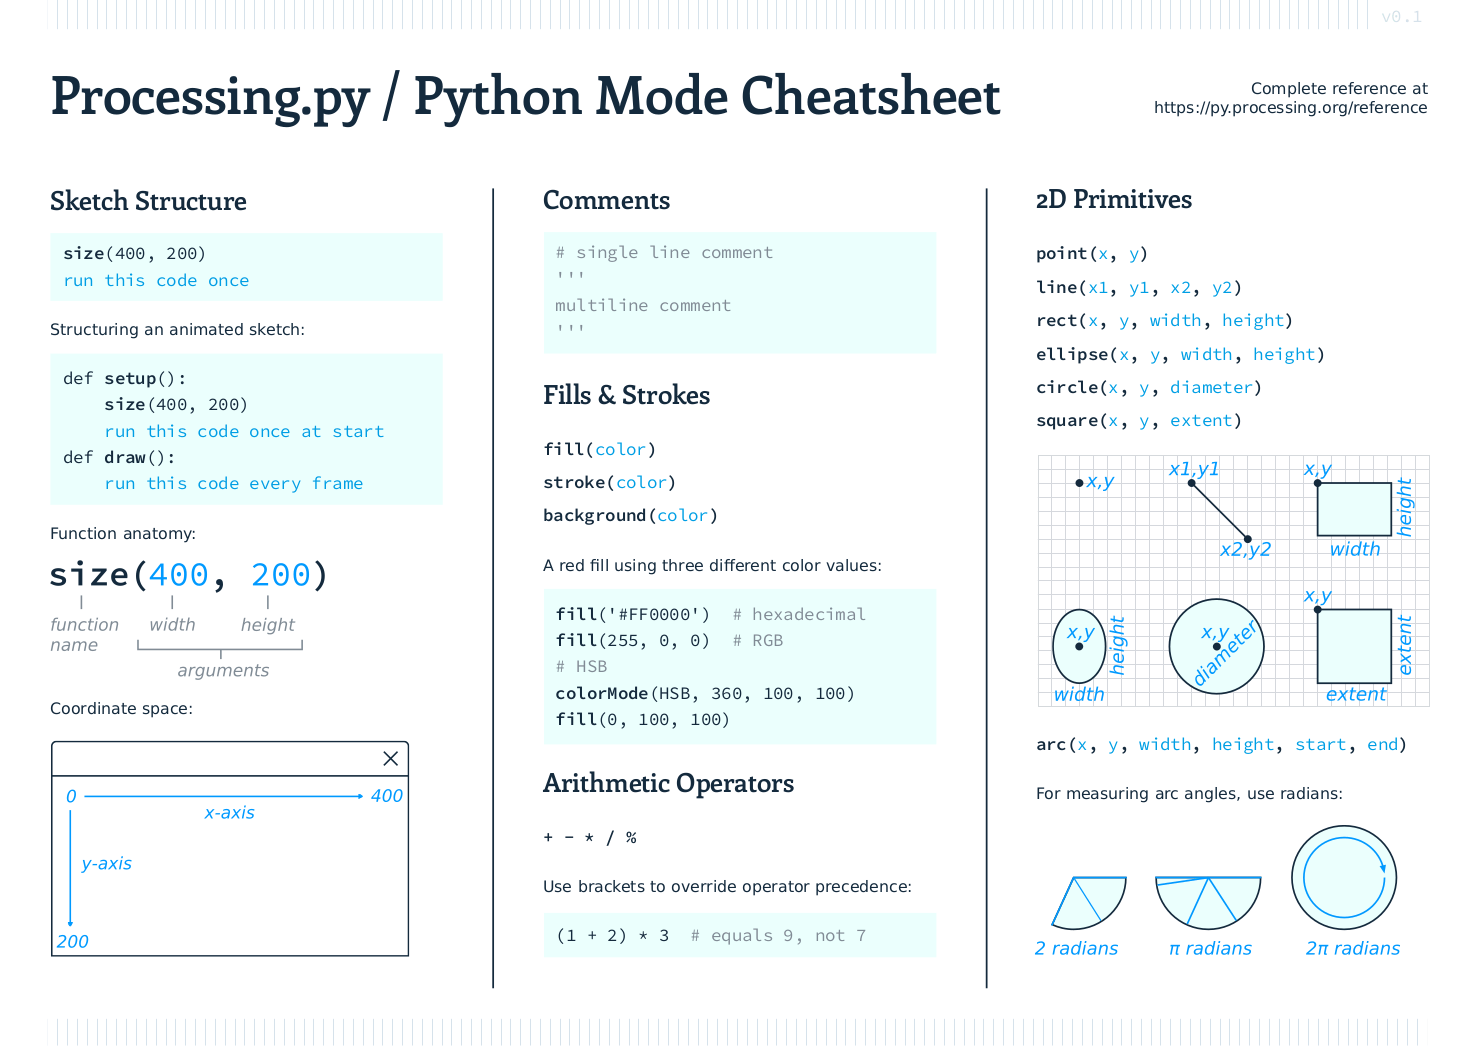 v0.1
Processing.py / Python Mode Cheatsheet
Complete reference at
https://py.processing.org/reference
Sketch Structure
size(400, 200)
run this code once
Structuring an animated sketch:
def setup():
    size(400, 200)
    run this code once at start
def draw():
    run this code every frame
Function anatomy:
size(400, 200)
function name
width
height
arguments
Coordinate space:
0
400
x-axis
y-axis
200
Comments
# single line comment
'''
multiline comment
'''
Fills & Strokes
fill(color)
stroke(color)
background(color)
A red fill using three different color values:
fill('#FF0000')  # hexadecimal
fill(255, 0, 0)  # RGB
# HSB
colorMode(HSB, 360, 100, 100)
fill(0, 100, 100)
Arithmetic Operators
+ - * / %
Use brackets to override operator precedence:
(1 + 2) * 3  # equals 9, not 7
2D Primitives
point(x, y)
line(x1, y1, x2, y2)
rect(x, y, width, height)
ellipse(x, y, width, height)
circle(x, y, diameter)
square(x, y, extent)
x,y
x1,y1
x2,y2
x,y
height
width
x,y
height
width
x,y
diameter
x,y
extent
extent
arc(x, y, width, height, start, end)
For measuring arc angles, use radians:
2 radians
π radians
2π radians